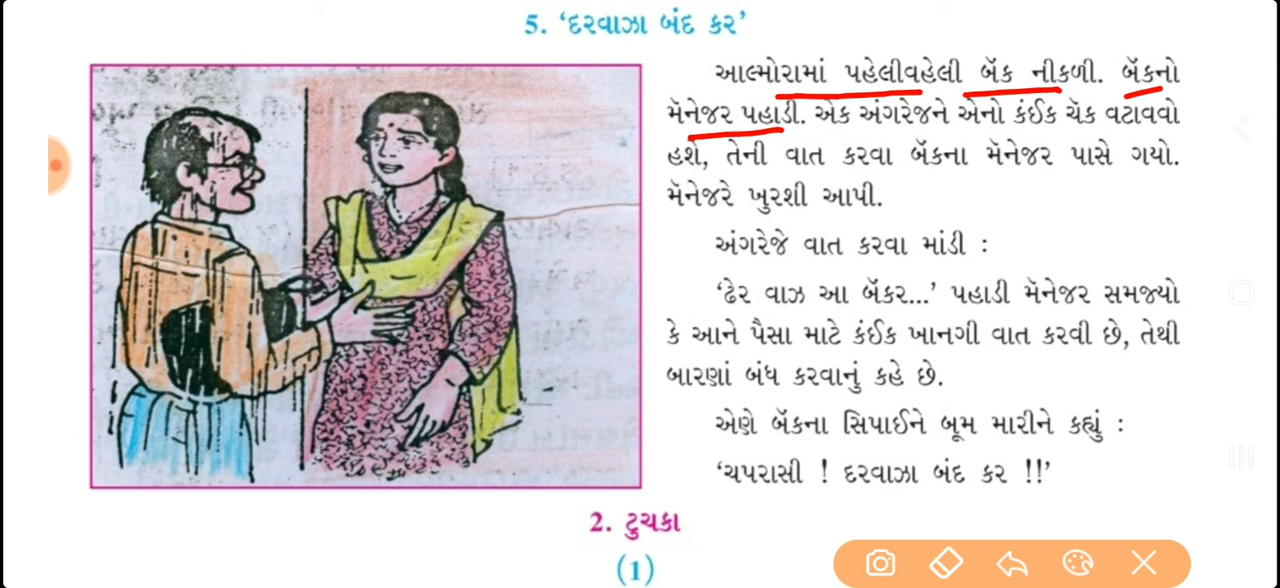 5. ‘દરવાઝા બંદ કર’
આલ્મોરામાં પહેલીવહેલી બૅંક નીકળી. બૅંકનો
મૅનેજર પહાડી. એક અંગરેજને એનો કંઈક ચૅક વટાવવો
હશે, તેની વાત કરવા બૅંકના મૅનેજર પાસે ગયો.
મૅનેજરે ખુરશી આપી.
અંગરેજે વાત કરવા માંડી :
‘ઢેર વાઝ આ બૅંકર...’ પહાડી મૅનેજર સમજ્યો
કે આને પૈસા માટે કંઈક ખાનગી વાત કરવી છે, તેથી
બારણાં બંધ કરવાનું કહે છે.
એણે બૅંકના સિપાઈને બૂમ મારીને કહ્યું :
‘ચપરાસી ! દરવાઝા બંદ કર !!’
2. ટુચકા
(1)